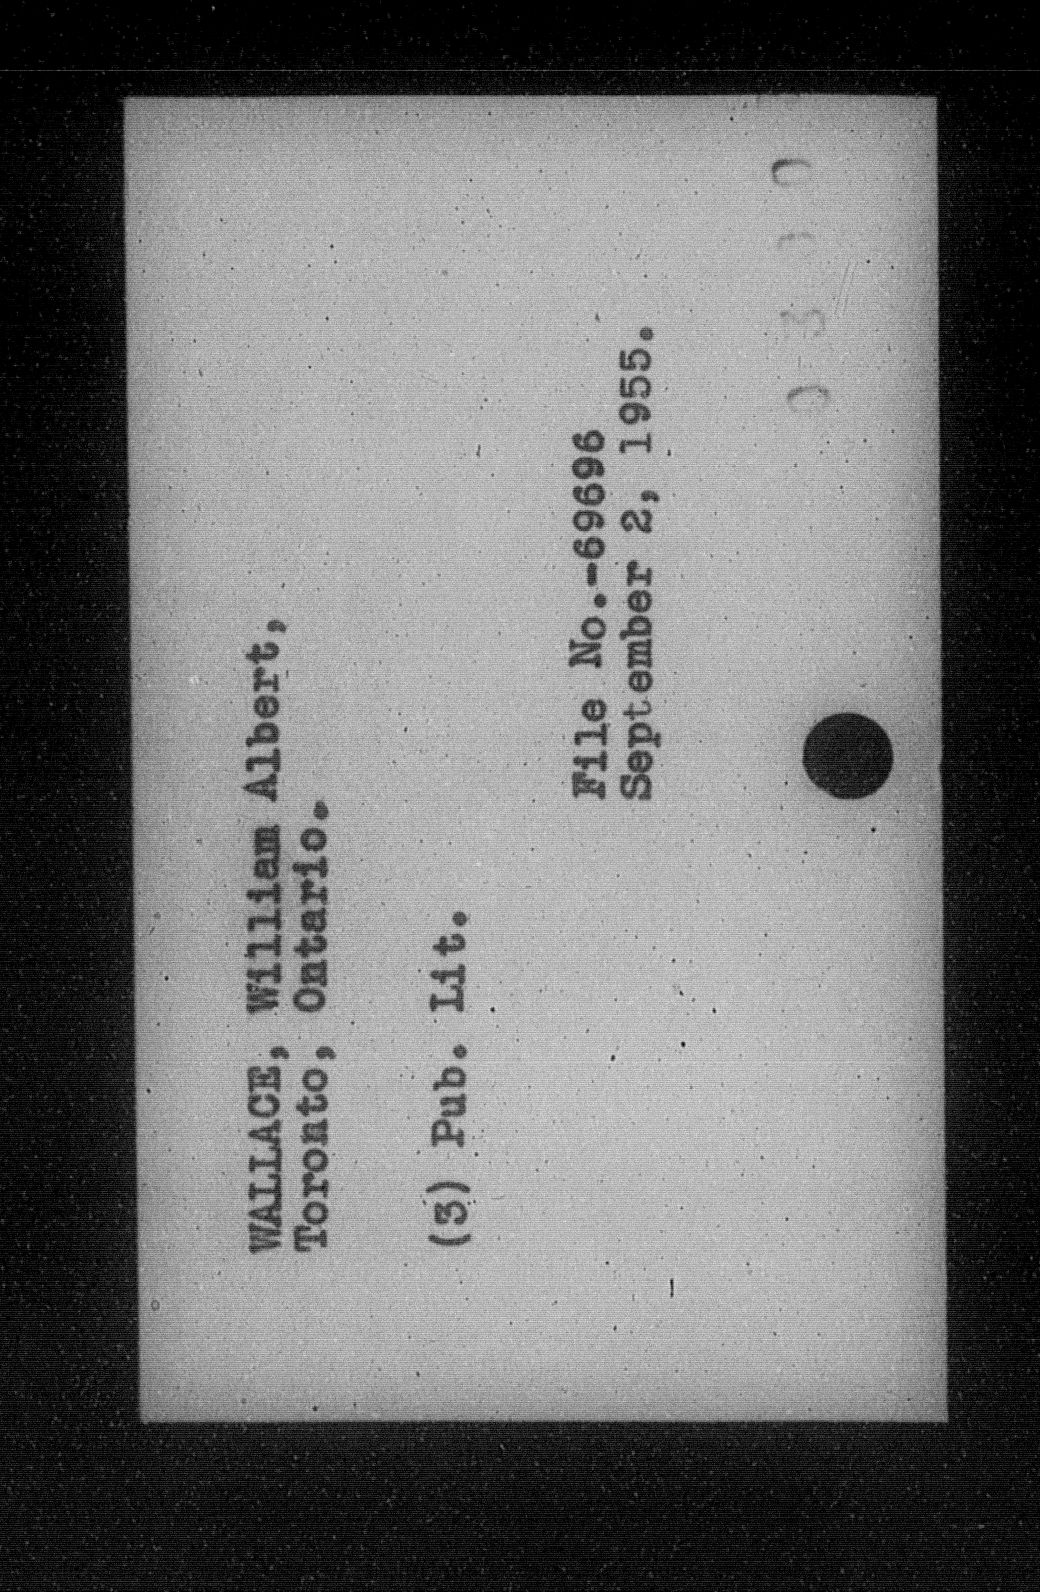 WALLACE, William Albert,
Toronto, Ontario.
(3) Pub. Lit.
File No.-69696
September 2, 1955.